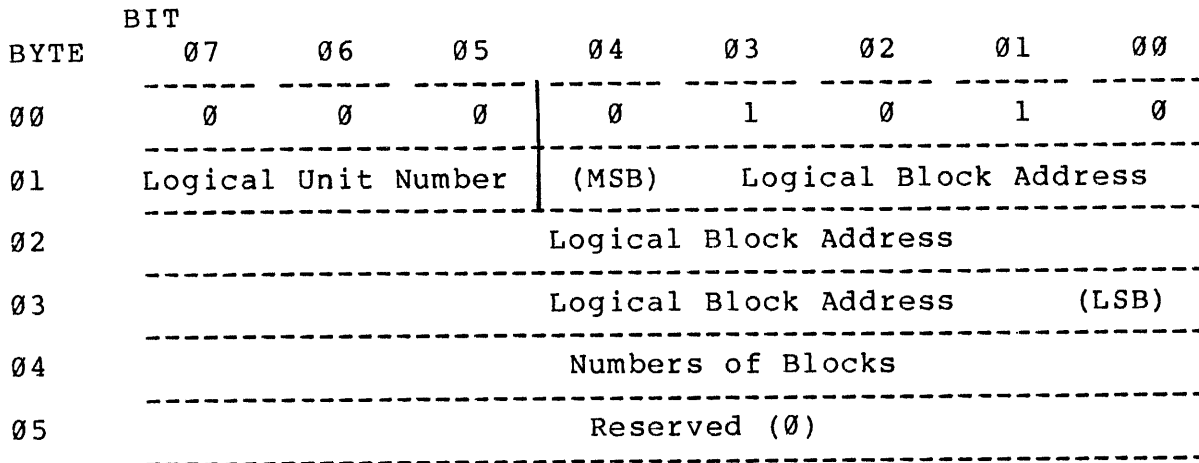 BIT
BYTE 07 06 05 04 03 02 01 00
00 0 0 0 0 1 0 1 0
01 Logical Unit Number (MSB) Logical Block Address
02 Logical Block Address
03 Logical Block Address (LSB)
04 Numbers of Blocks
05 Reserved (0)